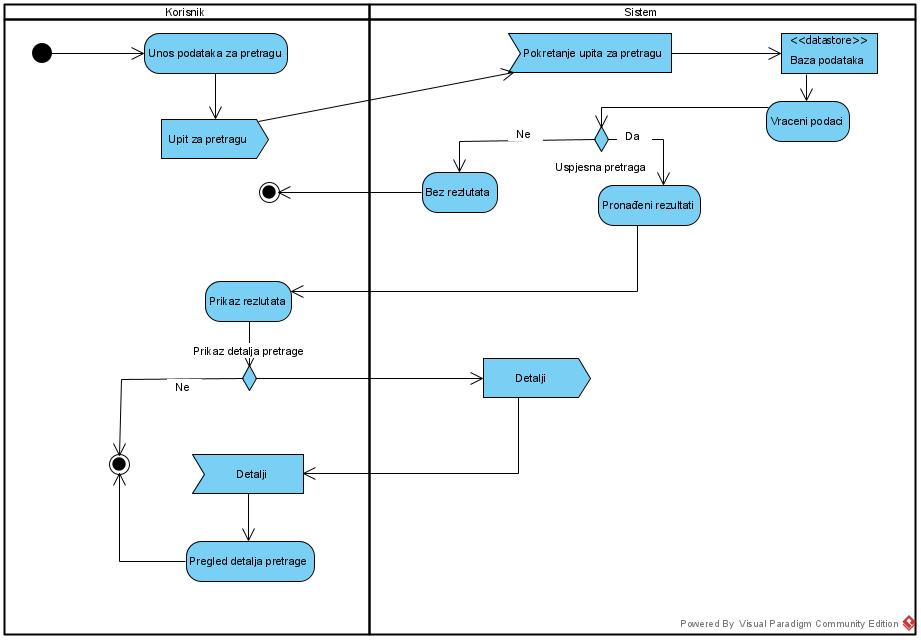 Korisnik
Sistem
Unos podataka za pretragu
Pokretanje upita za pretragu
<<datastore>>
Baza podataka
Upit za pretragu
Vraceni podaci
Ne
Da
Uspjesna pretraga
Bez rezlutata
Pronađeni rezultati
Prikaz rezlutata
Prikaz detalja pretrage
Ne
Detalji
Detalji
Pregled detalja pretrage
Powered By Visual Paradigm Community Edition